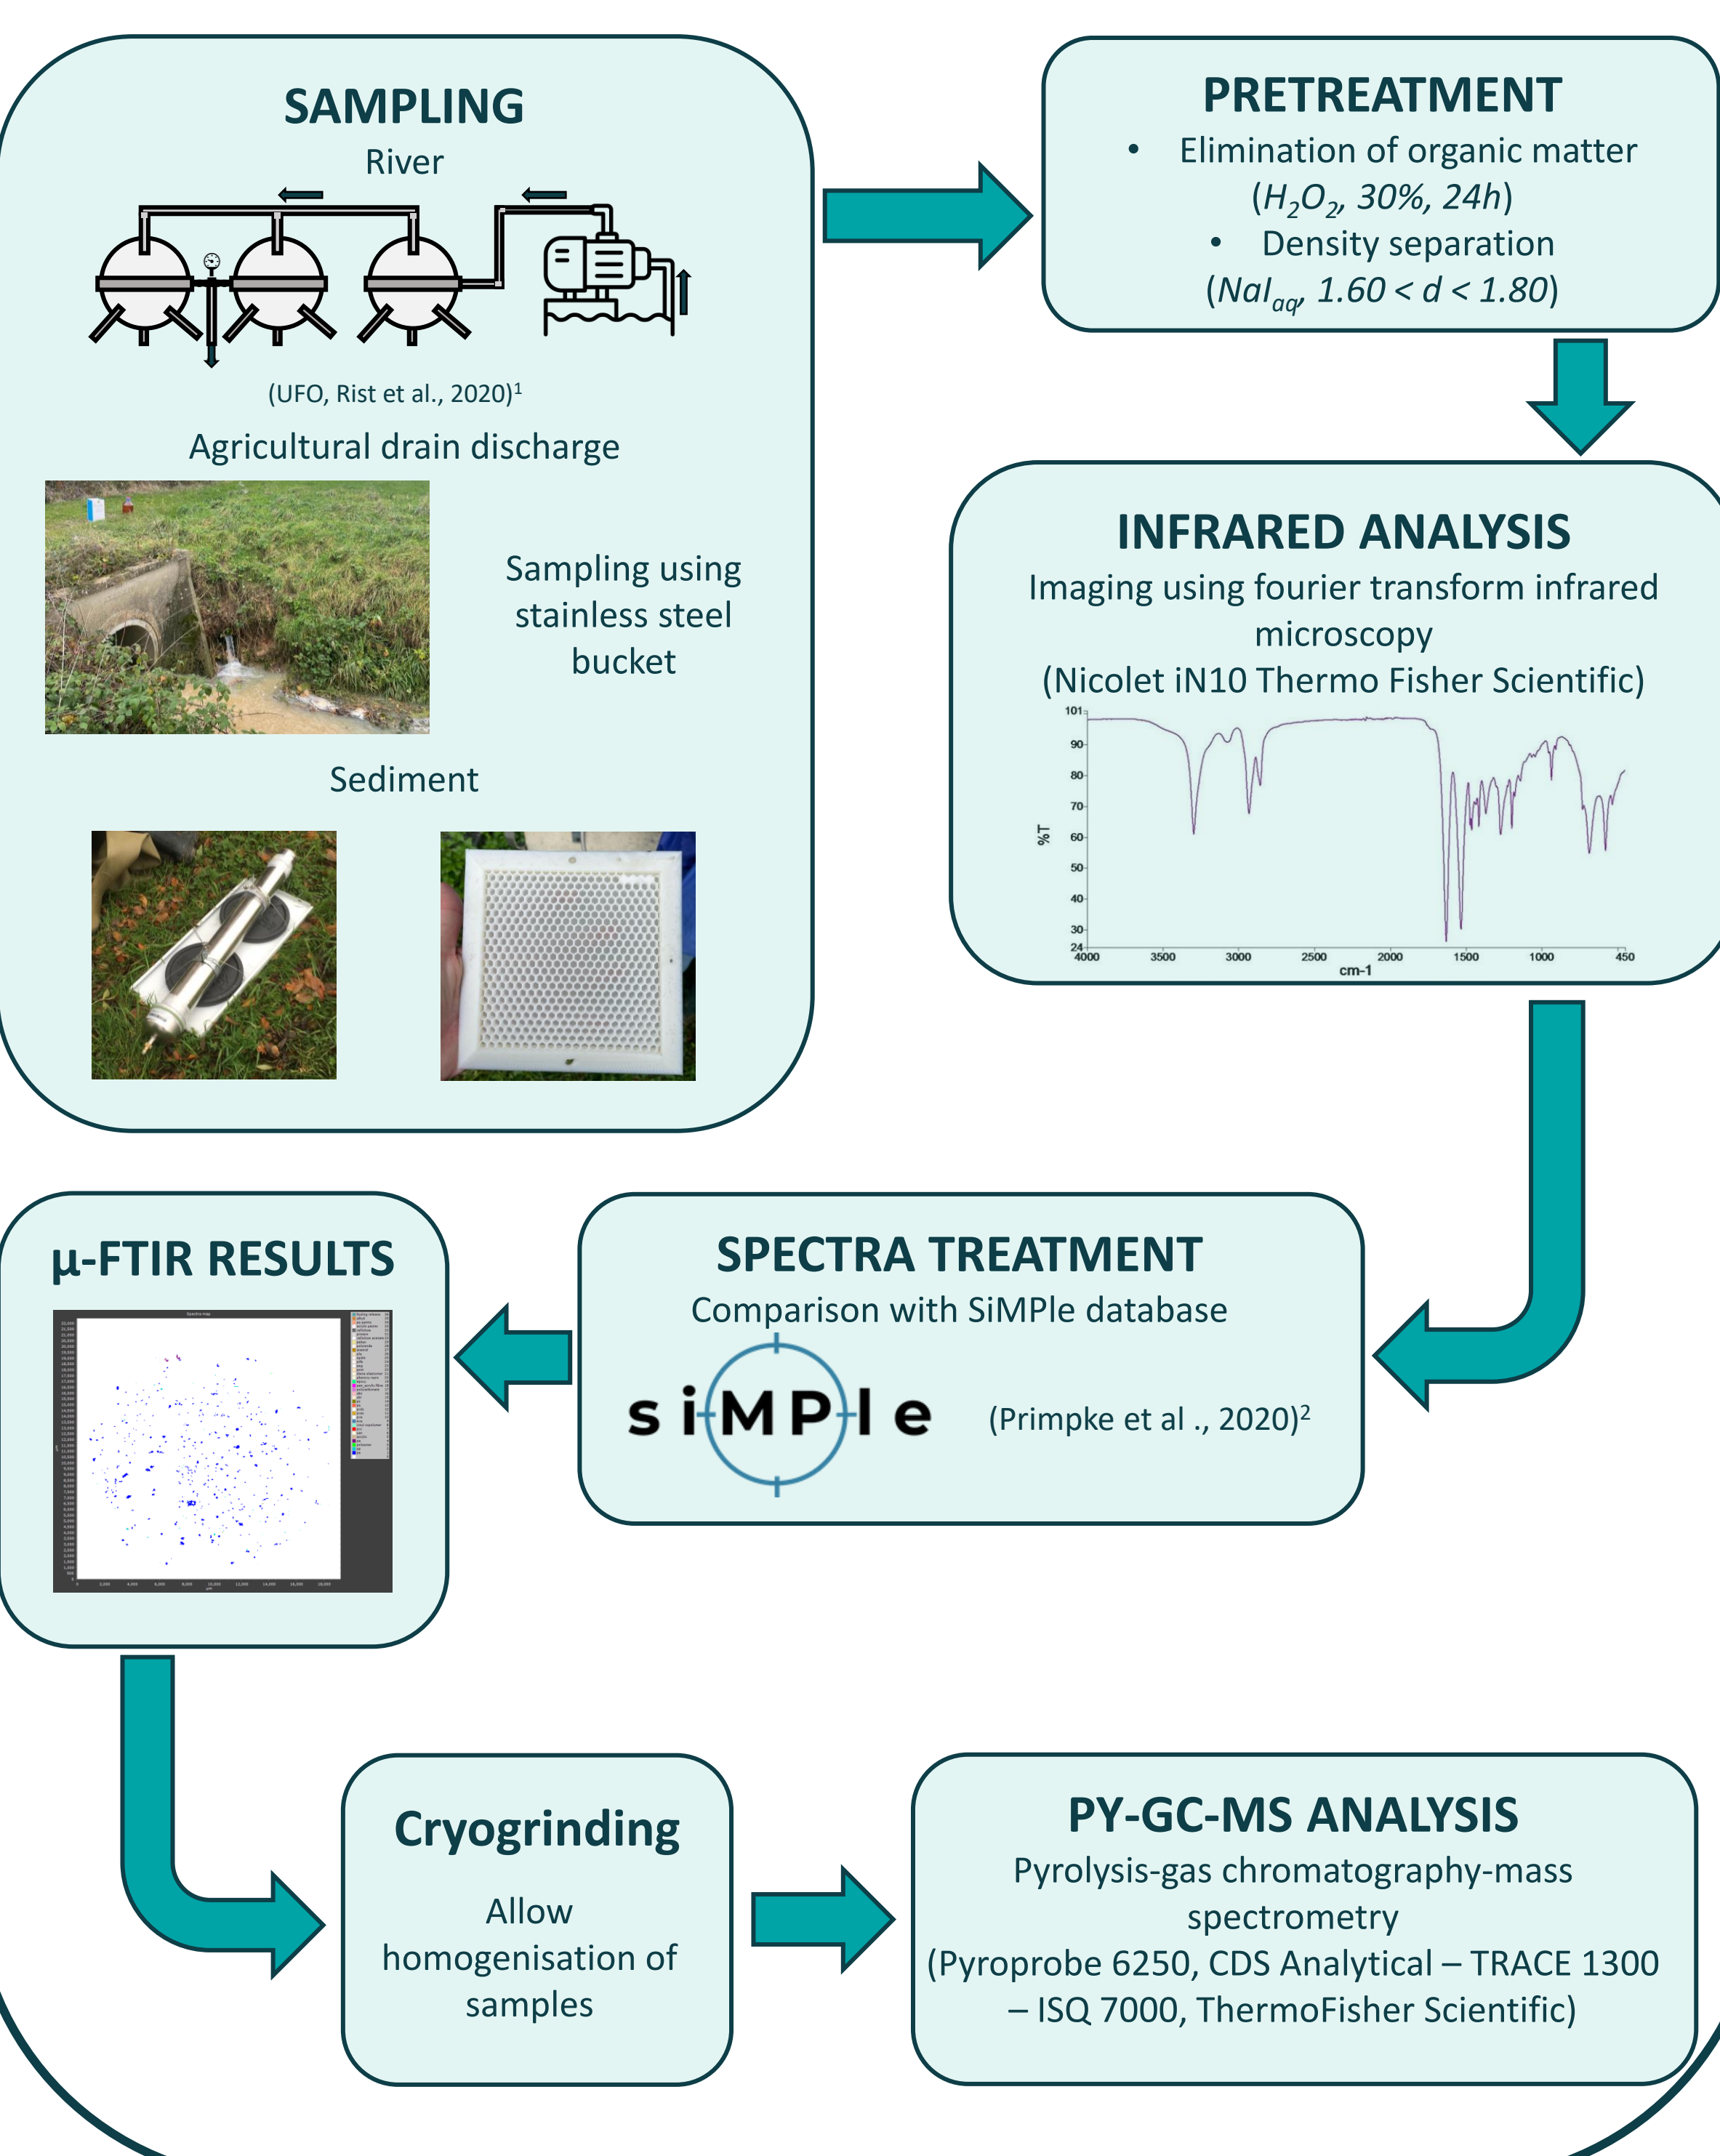 SAMPLING
River
(UFO, Rist et al., 2020)¹
Agricultural drain discharge
Sampling using
stainless steel
bucket
Sediment
PRETREATMENT
• Elimination of organic matter
(H₂O₂, 30%, 24h)
• Density separation
(NaI_aq, 1.60 < d < 1.80)
INFRARED ANALYSIS
Imaging using fourier transform infrared
microscopy
(Nicolet iN10 Thermo Fisher Scientific)
101
90
80
70
60
50
40
30
24
%T
4000 3500 3000 2500 2000 1500 1000 450
cm-1
SPECTRA TREATMENT
Comparison with SiMPle database
siMPle
(Primpke et al ., 2020)²
µ-FTIR RESULTS
Cryogrinding
Allow
homogenisation of
samples
PY-GC-MS ANALYSIS
Pyrolysis-gas chromatography-mass
spectrometry
(Pyroprobe 6250, CDS Analytical – TRACE 1300
– ISQ 7000, ThermoFisher Scientific)